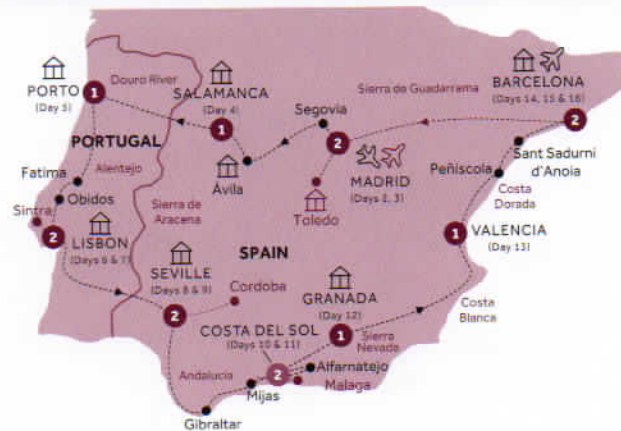 PORTO
(Day 5)
Douro River
SALAMANCA
(Day 4)
Segovia
Sierra de Guadarrama
BARCELONA
(Days 14, 15 & 16)
1
1
2
2
PORTUGAL
Ávila
MADRID
(Days 2, 3)
Sant Sadurni
d'Anoia
Peñiscola
Fatima
Alentejo
Obidos
Sintra
Toledo
Costa
Dorada
Sierra de
Aracena
2
LISBON
(Days 6 & 7)
SPAIN
1
VALENCIA
(Day 13)
SEVILLE
(Days 8 & 9)
Cordoba
GRANADA
(Day 12)
2
COSTA DEL SOL
(Days 10 & 11)
1
Costa
Blanca
Sierra
Nevada
Andalucia
2
Alfarnatejo
Mijas
Malaga
Gibraltar